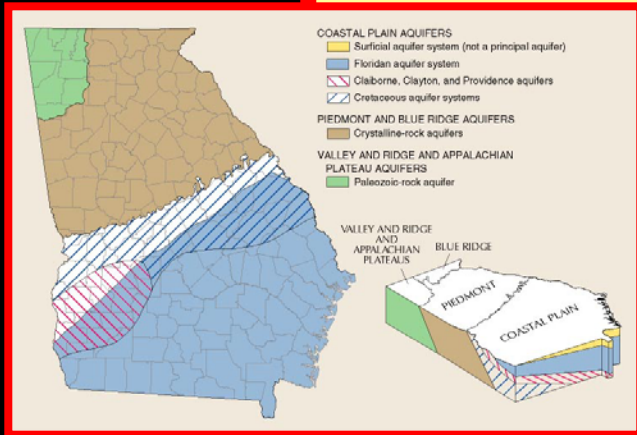 COASTAL PLAIN AQUIFERS
Surficial aquifer system (not a principal aquifer)
Floridan aquifer system
Claiborne, Clayton, and Providence aquifers
Cretaceous aquifer systems
PIEDMONT AND BLUE RIDGE AQUIFERS
Crystalline-rock aquifers
VALLEY AND RIDGE AND APPALACHIAN
PLATEAU AQUIFERS
Paleozoic-rock aquifer
VALLEY AND RIDGE
AND
APPALACHIAN
PLATEAUS
BLUE RIDGE
PIEDMONT
COASTAL PLAIN